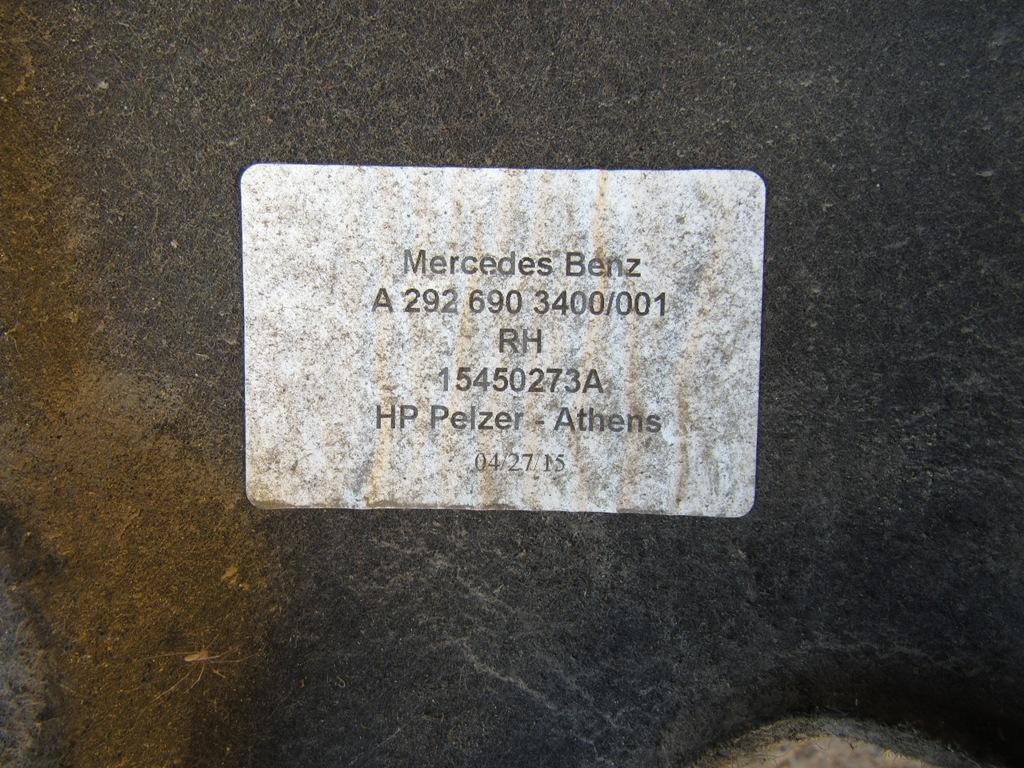 Mercedes Benz
A 292 690 3400/001
RH
15450273A
HP Pelzer - Athens
04/27/15